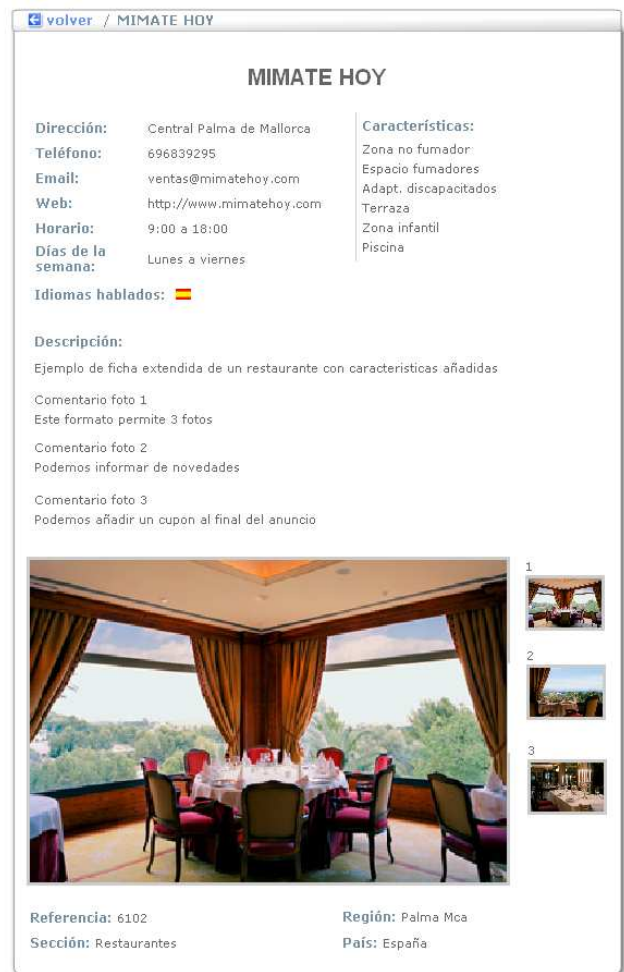 volver / MIMATE HOY
MIMATE HOY
Dirección: Central Palma de Mallorca
Teléfono: 696839295
Email: ventas@mimatehoy.com
Web: http://www.mimatehoy.com
Horario: 9:00 a 18:00
Días de la
semana: Lunes a viernes
Idiomas hablados:
Características:
Zona no fumador
Espacio fumadores
Adapt. discapacitados
Terraza
Zona infantil
Piscina
Descripción:
Ejemplo de ficha extendida de un restaurante con caracteristicas añadidas
Comentario foto 1
Este formato permite 3 fotos
Comentario foto 2
Podemos informar de novedades
Comentario foto 3
Podemos añadir un cupon al final del anuncio
1
2
3
Referencia: 6102
Región: Palma Mca
Sección: Restaurantes
País: España